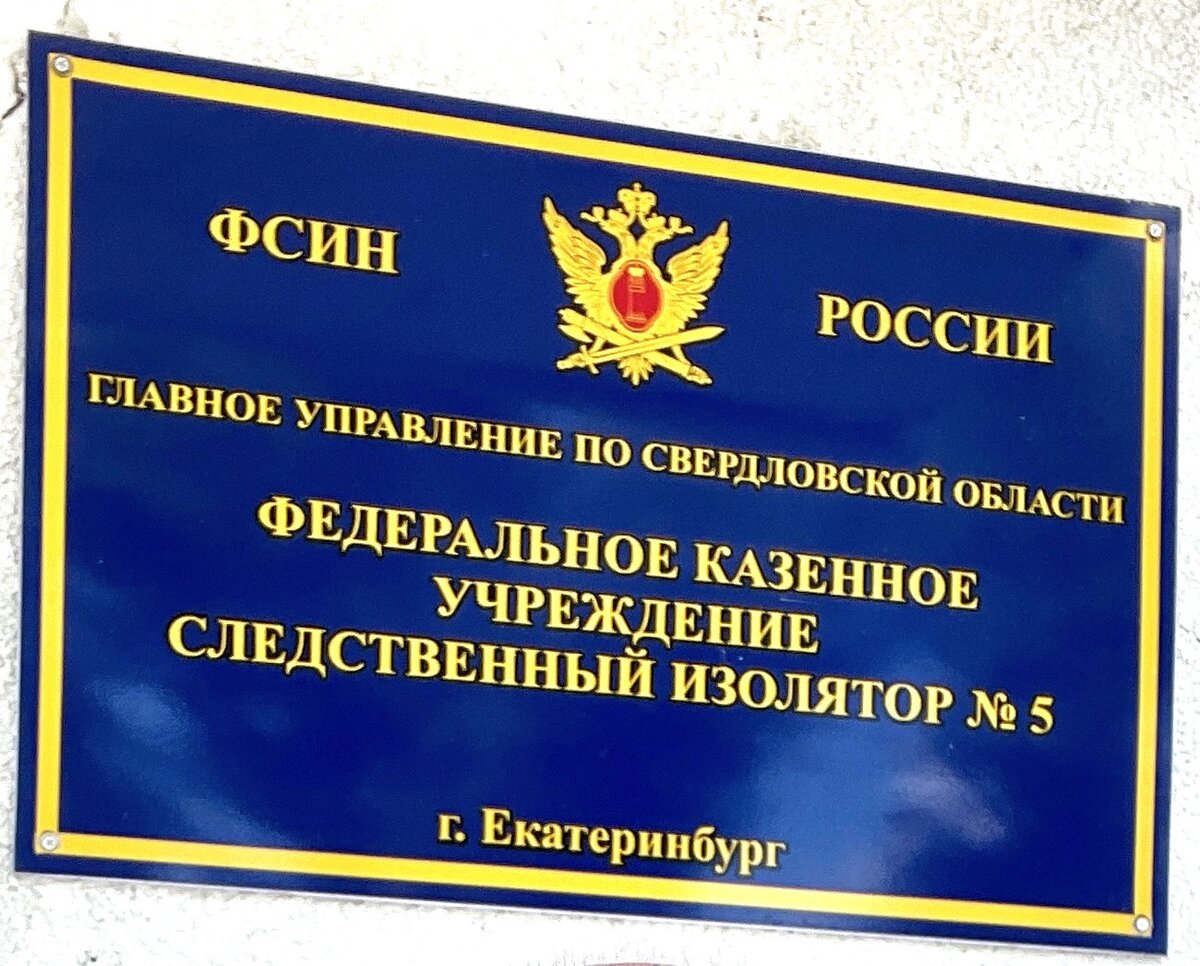 ФСИН РОССИИ
ГЛАВНОЕ УПРАВЛЕНИЕ ПО СВЕРДЛОВСКОЙ ОБЛАСТИ
ФЕДЕРАЛЬНОЕ КАЗЕННОЕ
УЧРЕЖДЕНИЕ
СЛЕДСТВЕННЫЙ ИЗОЛЯТОР № 5
г. Екатеринбург